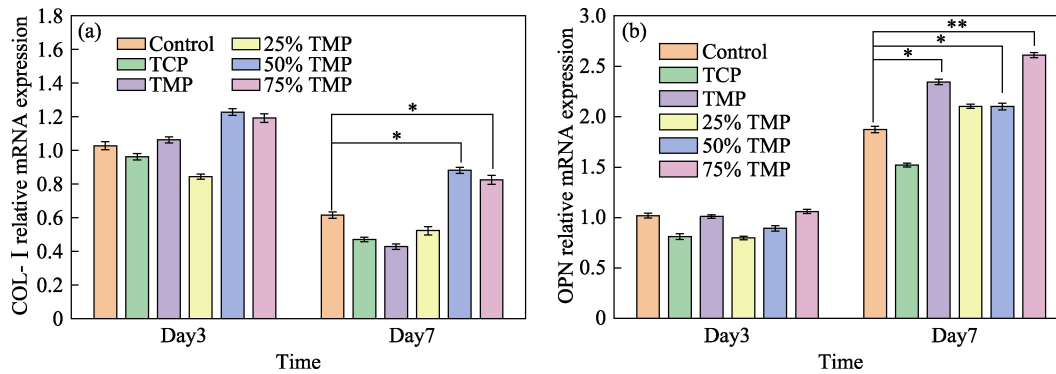 (a)
Control
TCP
TMP
25% TMP
50% TMP
75% TMP
COL-Ⅰ relative mRNA expression
1.8
1.6
1.4
1.2
1.0
0.8
0.6
0.4
0.2
0
*
*
Day3
Day7
Time
(b)
Control
TCP
TMP
25% TMP
50% TMP
75% TMP
OPN relative mRNA expression
3.0
2.5
2.0
1.5
1.0
0.5
0
**
*
*
Day3
Day7
Time